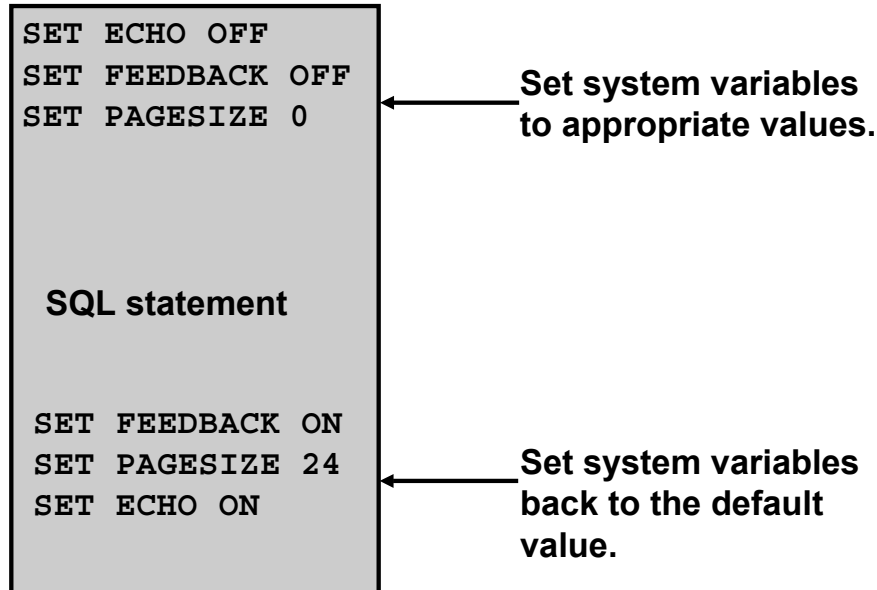 SET ECHO OFF
SET FEEDBACK OFF
SET PAGESIZE 0
Set system variables
to appropriate values.
SQL statement
SET FEEDBACK ON
SET PAGESIZE 24
SET ECHO ON
Set system variables
back to the default
value.